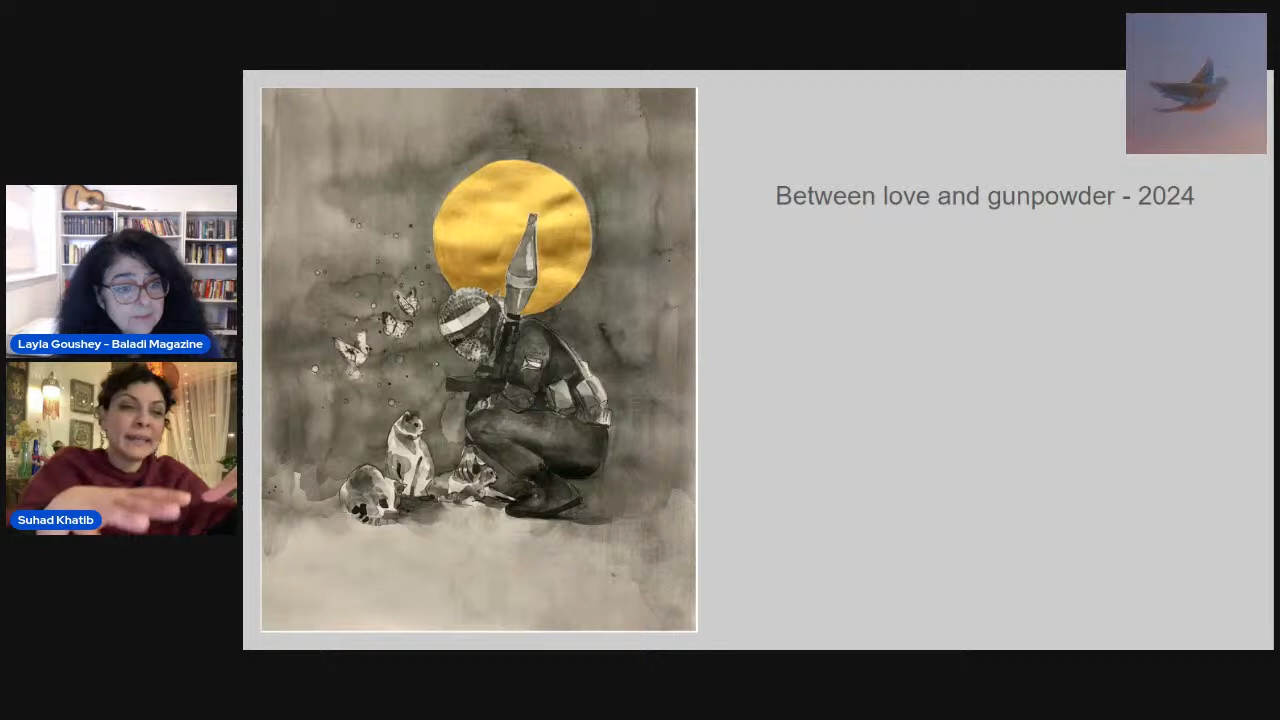 Between love and gunpowder - 2024
Layla Goushey – Baladi Magazine
Suhad Khatib